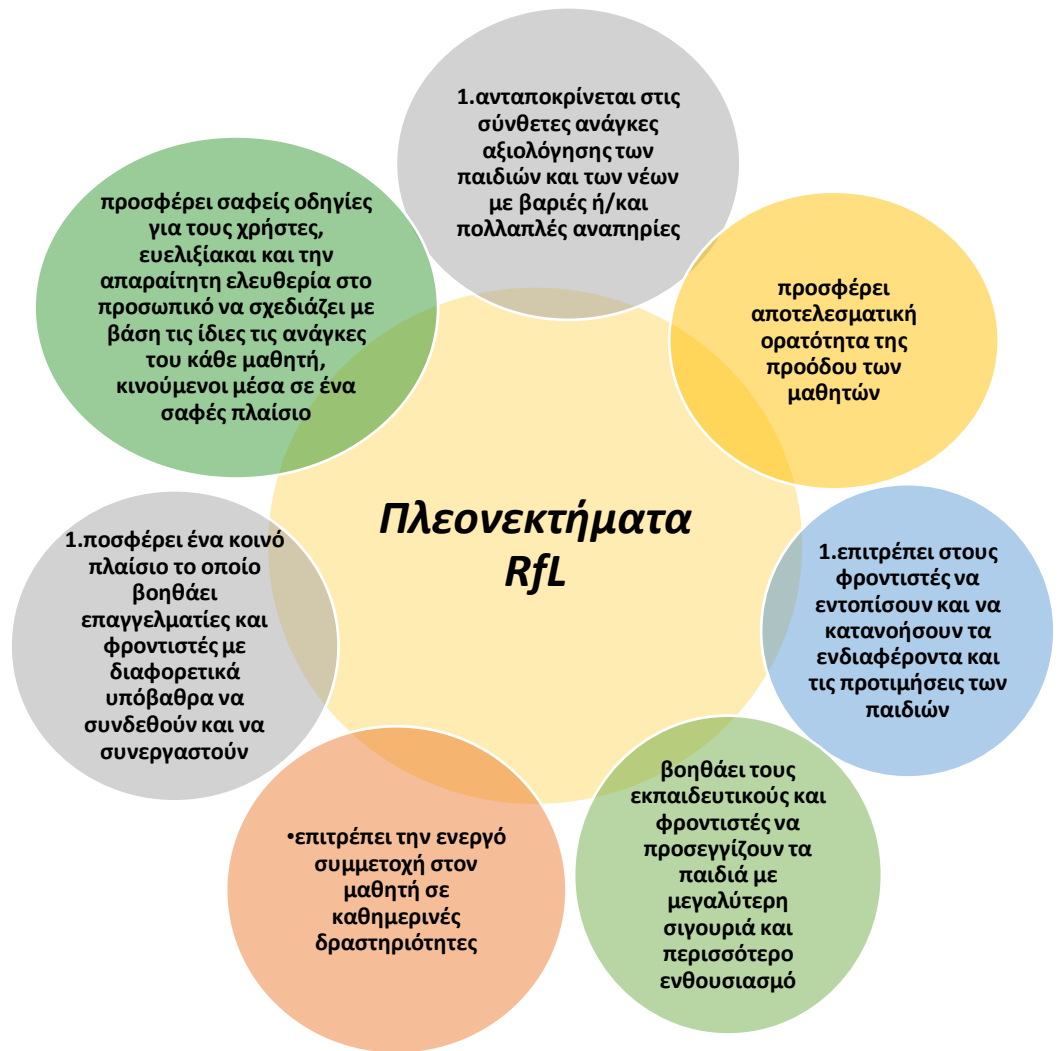 1.ανταποκρίνεται στις
σύνθετες ανάγκες
αξιολόγησης των
παιδιών και των νέων
με βαριές ή/και
πολλαπλές αναπηρίες
προσφέρει
αποτελεσματική
ορατότητα της
προόδου των
μαθητών
1.επιτρέπει στους
φροντιστές να
εντοπίσουν και να
κατανοήσουν τα
ενδιαφέροντα και
τις προτιμήσεις των
παιδιών
βοηθάει τους
εκπαιδευτικούς και
φροντιστές να
προσεγγίζουν τα
παιδιά με
μεγαλύτερη
σιγουριά και
περισσότερο
ενθουσιασμό
•επιτρέπει την ενεργό
συμμετοχή στον
μαθητή σε
καθημερινές
δραστηριότητες
1.ποσφέρει ένα κοινό
πλαίσιο το οποίο
βοηθάει
επαγγελματίες και
φροντιστές με
διαφορετικά
υπόβαθρα να
συνδεθούν και να
συνεργαστούν
προσφέρει σαφείς οδηγίες
για τους χρήστες,
ευελιξίακαι και την
απαραίτητη ελευθερία στο
προσωπικό να σχεδιάζει με
βάση τις ίδιες τις ανάγκες
του κάθε μαθητή,
κινούμενοι μέσα σε ένα
σαφές πλαίσιο
Πλεονεκτήματα
RfL